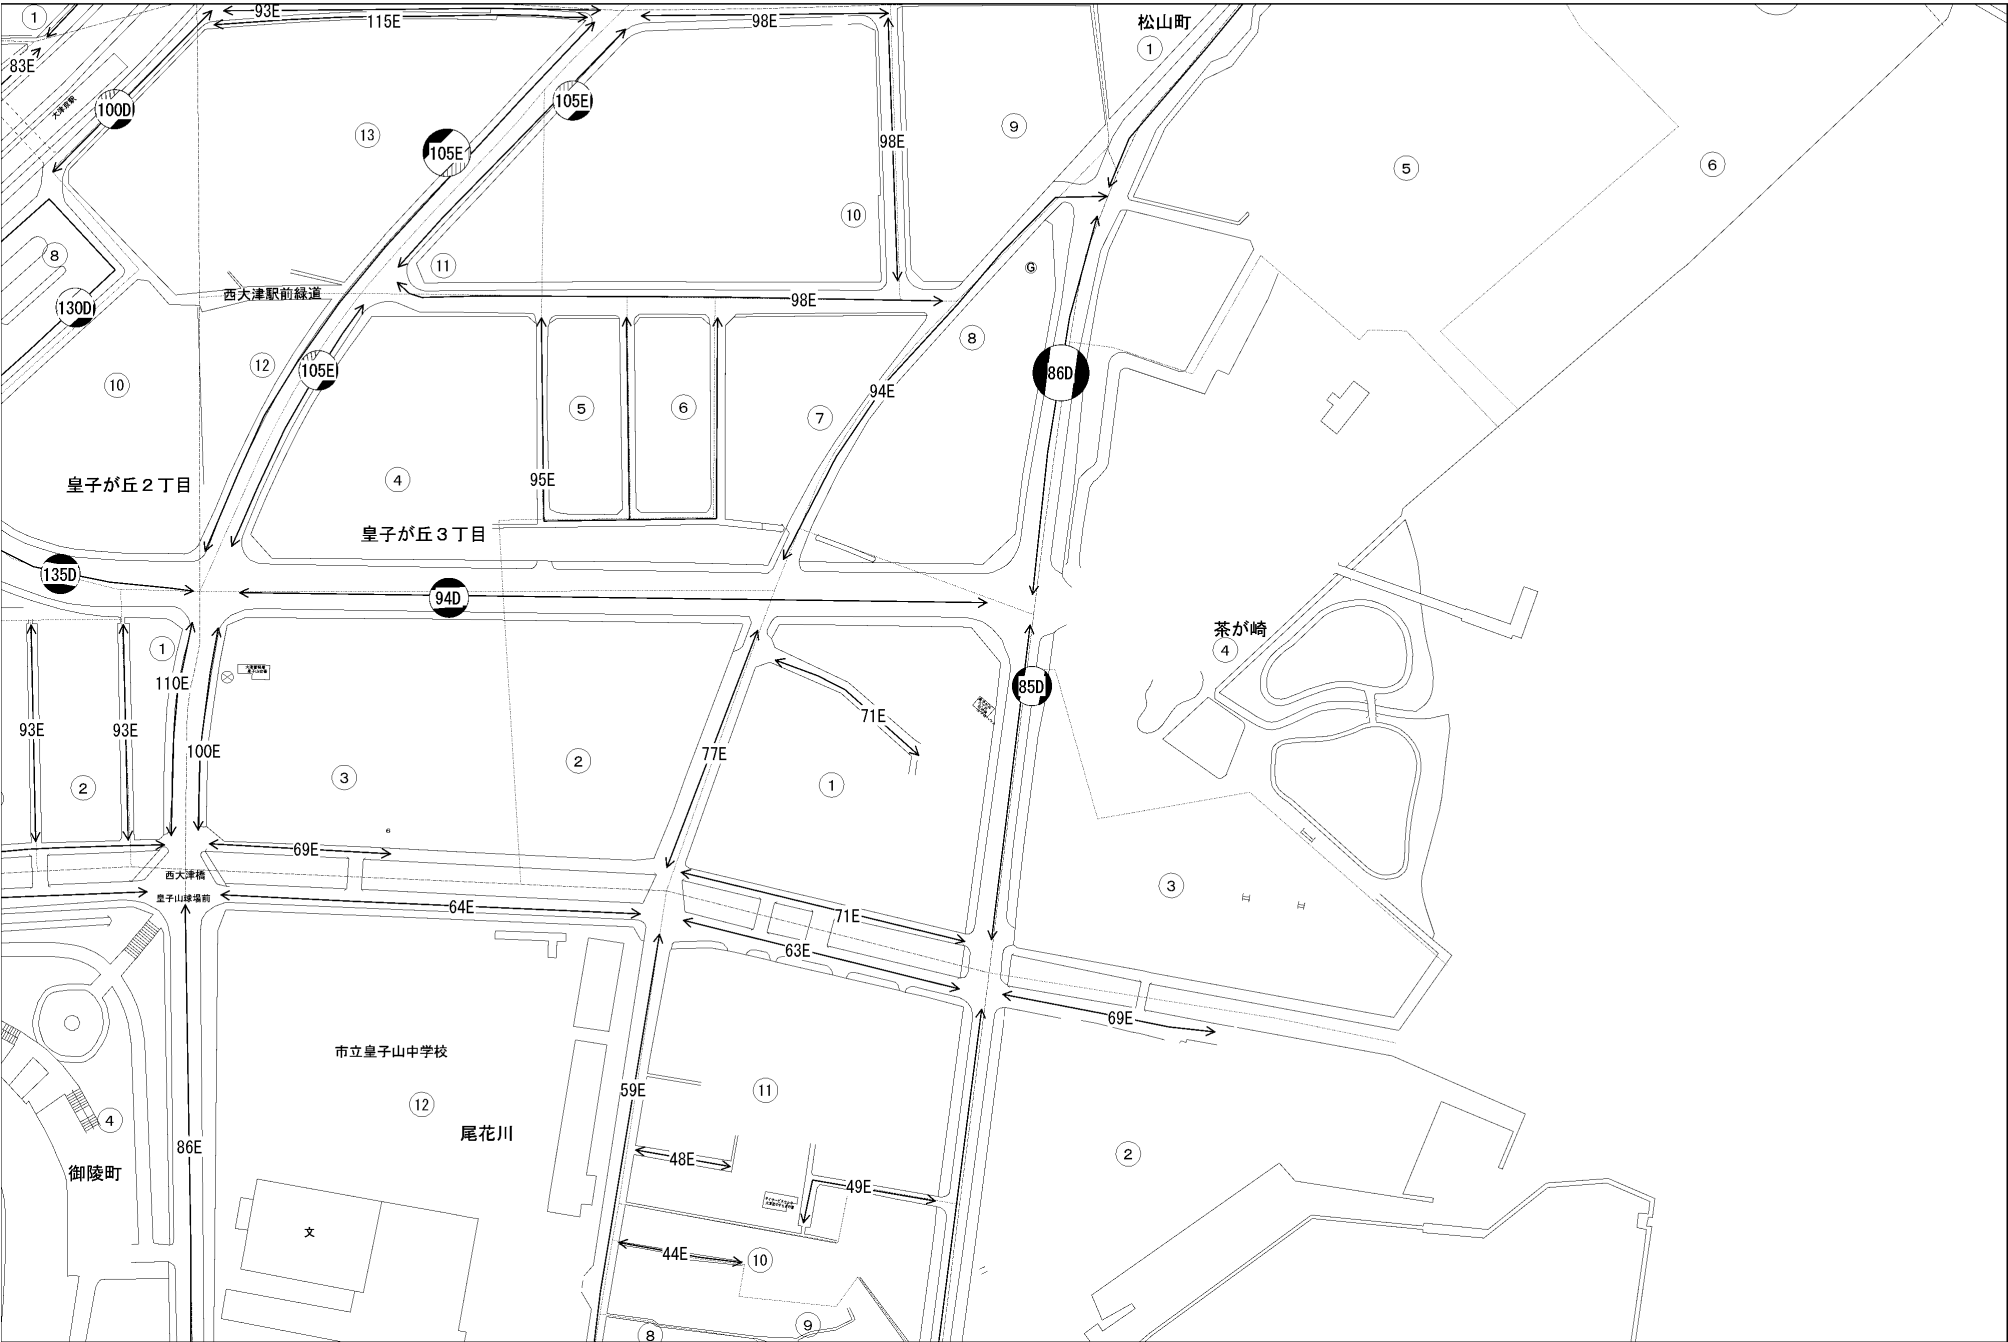 ① 93E 115E 98E 松山町
83E ①
100D 105E
⑬ 105E ⑨
98E ⑤ ⑥
⑩
⑧ ⑪ G
西大津駅前緑道 98E
130D
⑧
⑫ 105E 86D
⑩ 94E
⑤ ⑥ ⑦
④ 95E
皇子が丘2丁目
皇子が丘3丁目
135D
94D
茶が崎
① ④
110E 85D
93E 93E 71E
100E 77E
② ③ ② ①
6
69E
西大津橋 ③
皇子山球場前 64E 71E
63E
69E
市立皇子山中学校
59E ⑪
④ ⑫
尾花川
86E 48E ②
御陵町 49E
文
44E ⑩
⑧ ⑨